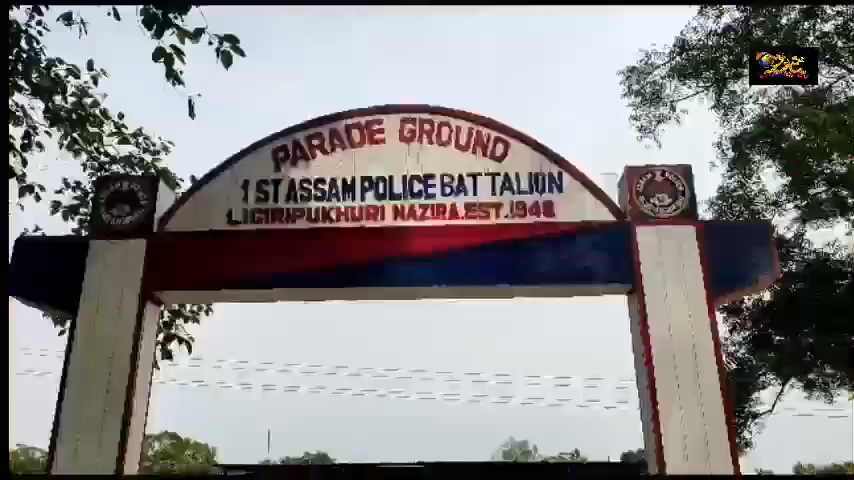 PARADE GROUND
1 ST ASSAM POLICE BATTALION
LIGIRIPUKHURI NAZIRA.EST.1948